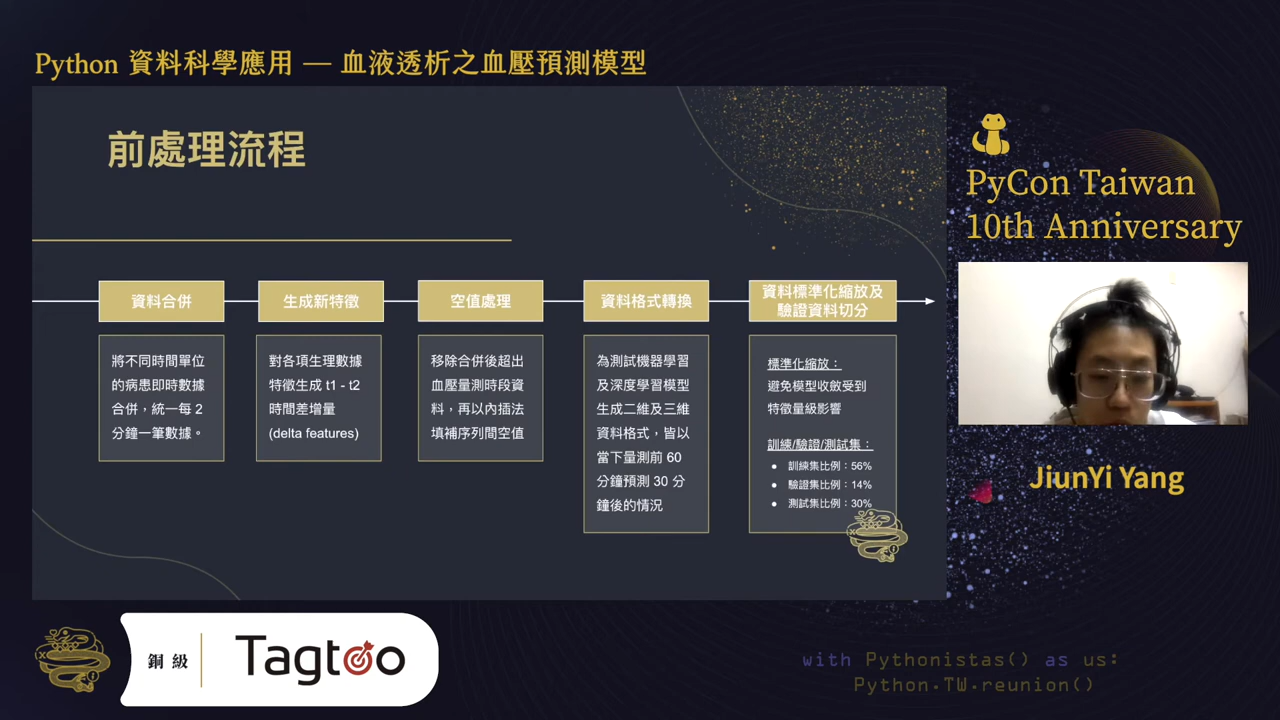 Python 資料科學應用 — 血液透析之血壓預測模型
前處理流程
資料合併
將不同時間單位
的病患即時數據
合併，統一每 2
分鐘一筆數據。
生成新特徵
對各項生理數據
特徵生成 t1 - t2
時間差增量
(delta features)
空值處理
移除合併後超出
血壓量測時段資
料，再以內插法
填補序列間空值
資料格式轉換
為測試機器學習
及深度學習模型
生成二維及三維
資料格式，皆以
當下量測前 60
分鐘預測 30 分
鐘後的情況
資料標準化縮放及
驗證資料切分
標準化縮放：
避免模型收斂受到
特徵量級影響
訓練/驗證/測試集：
● 訓練集比例：56%
● 驗證集比例：14%
● 測試集比例：30%
PyCon Taiwan
10th Anniversary
JiunYi Yang
銅級
Tagtoo
with Pythonistas() as us:
Python.TW.reunion()